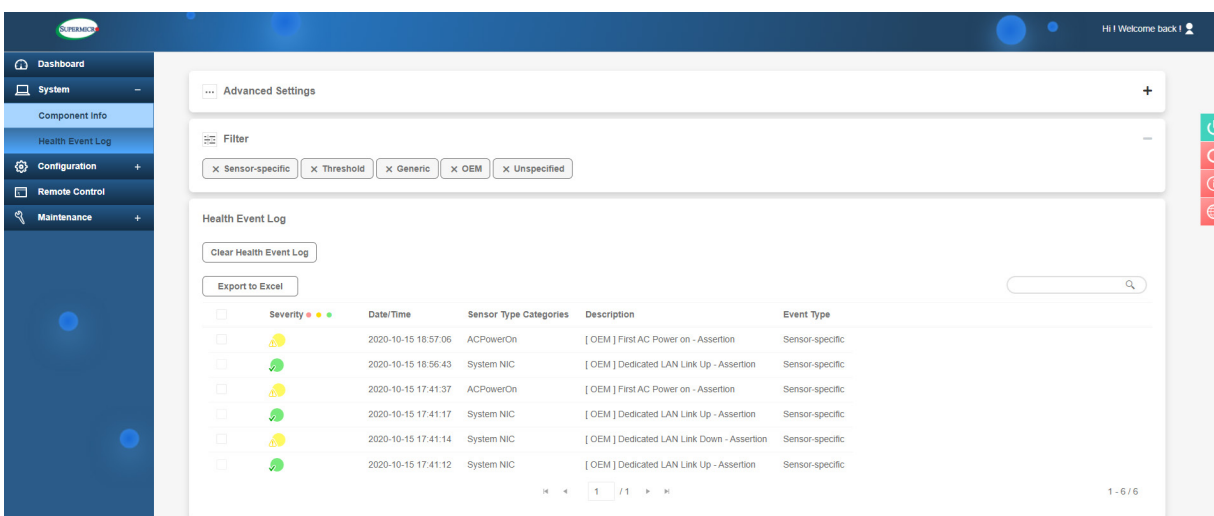 SUPERMICR
Hi ! Welcome back !
Dashboard
System −
Component Info
Health Event Log
Configuration +
Remote Control
Maintenance +
... Advanced Settings +
Filter −
× Sensor-specific × Threshold × Generic × OEM × Unspecified
Health Event Log
Clear Health Event Log
Export to Excel
Severity Date/Time Sensor Type Categories Description Event Type
2020-10-15 18:57:06 ACPowerOn [ OEM ] First AC Power on - Assertion Sensor-specific
2020-10-15 18:56:43 System NIC [ OEM ] Dedicated LAN Link Up - Assertion Sensor-specific
2020-10-15 17:41:37 ACPowerOn [ OEM ] First AC Power on - Assertion Sensor-specific
2020-10-15 17:41:17 System NIC [ OEM ] Dedicated LAN Link Up - Assertion Sensor-specific
2020-10-15 17:41:14 System NIC [ OEM ] Dedicated LAN Link Down - Assertion Sensor-specific
2020-10-15 17:41:12 System NIC [ OEM ] Dedicated LAN Link Up - Assertion Sensor-specific
1 / 1 1 - 6 / 6